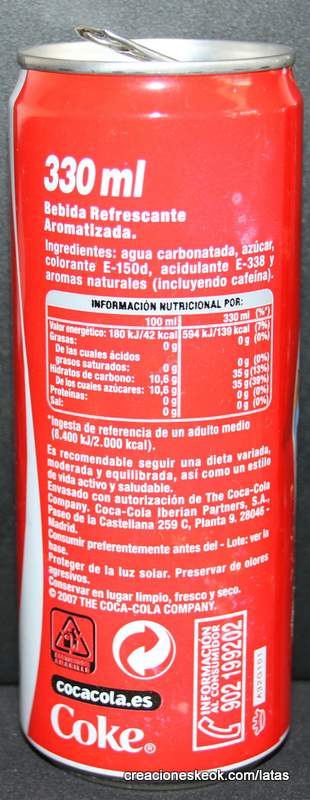 330 ml
Bebida Refrescante
Aromatizada.
Ingredientes: agua carbonatada, azúcar,
colorante E-150d, acidulante E-338 y
aromas naturales (incluyendo cafeína).
INFORMACIÓN NUTRICIONAL POR:
100 ml 330 ml (%*)
Valor energético: 180 kJ/42 kcal 594 kJ/139 kcal (7%)
Grasas: 0 g 0 g (0%)
De las cuales ácidos
grasos saturados: 0 g 0 g (0%)
Hidratos de carbono: 10,6 g 35 g (13%)
De los cuales azúcares: 10,6 g 35 g (39%)
Proteínas: 0 g 0 g (0%)
Sal: 0 g 0 g (0%)
*Ingesta de referencia de un adulto medio
(8.400 kJ/2.000 kcal).
Es recomendable seguir una dieta variada,
moderada y equilibrada, así como un estilo
de vida activo y saludable.
Envasado con autorización de The Coca-Cola
Company, Coca-Cola Iberian Partners, S.A.,
Paseo de la Castellana 259 C, Planta 9. 28046 -
Madrid.
Consumir preferentemente antes del - Lote: ver la
base.
Proteger de la luz solar. Preservar de olores
agresivos.
Conservar en lugar limpio, fresco y seco.
© 2007 THE COCA-COLA COMPANY.
INFORMACIÓN
AL CONSUMIDOR
902 199202
A32G101
cocacola.es
Coke®
creacioneskeok.com/latas